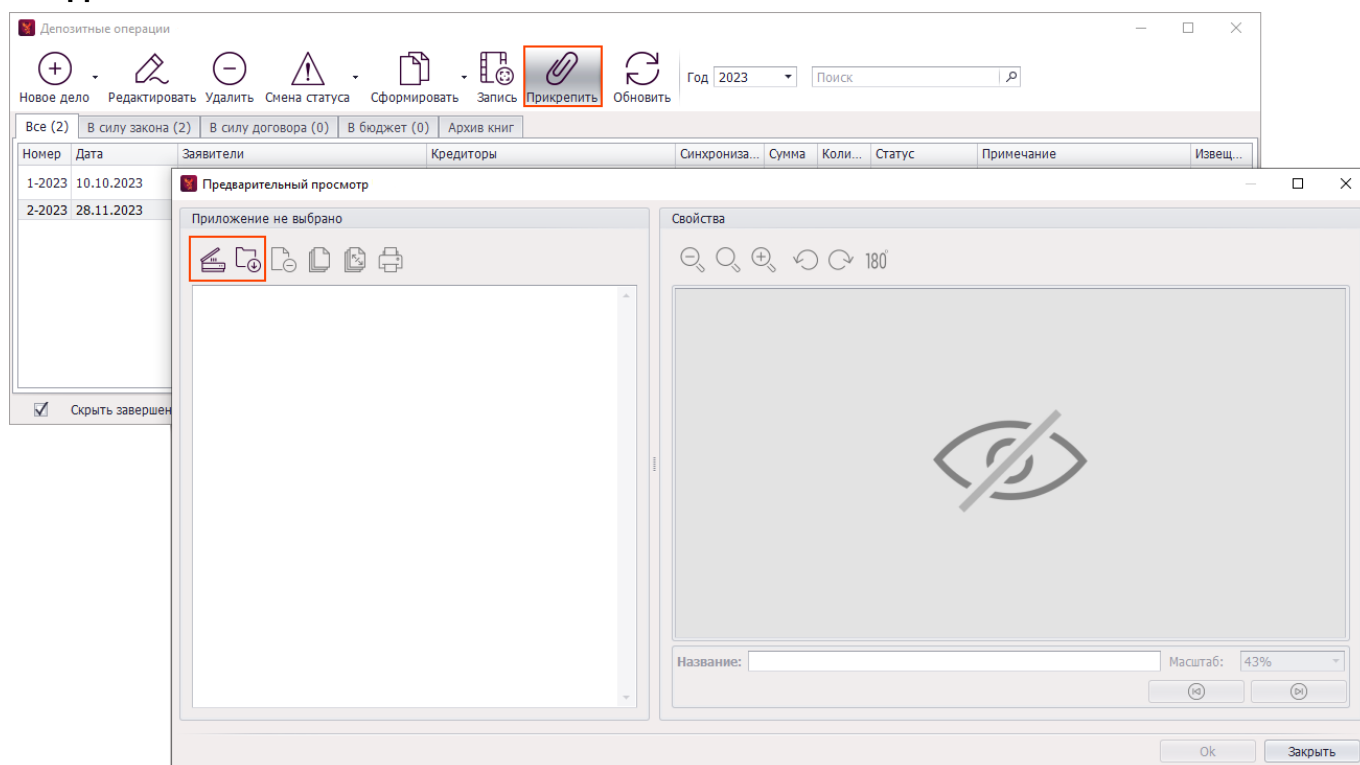 Депозитные операции
Новое дело Редактировать Удалить Смена статуса Сформировать Запись Прикрепить Обновить Год 2023 Поиск
Все (2) В силу закона (2) В силу договора (0) В бюджет (0) Архив книг
Номер Дата Заявители Кредиторы Синхрониза... Сумма Коли... Статус Примечание Извещ...
1-2023 10.10.2023
2-2023 28.11.2023
Скрыть завершен
Предварительный просмотр
Приложение не выбрано
Свойства
180°
Название: Масштаб: 43%
Ok Закрыть